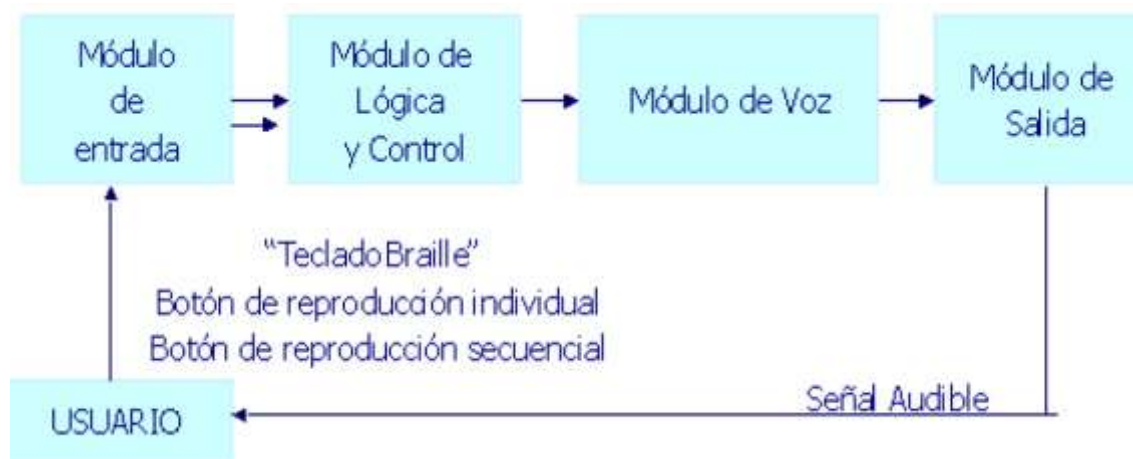 Módulo
de
entrada
Módulo de
Lógica
y Control
Módulo de Voz
Módulo de
Salida
"TecladoBraille"
Botón de reproducción individual
Botón de reproducción secuencial
Señal Audible
USUARIO